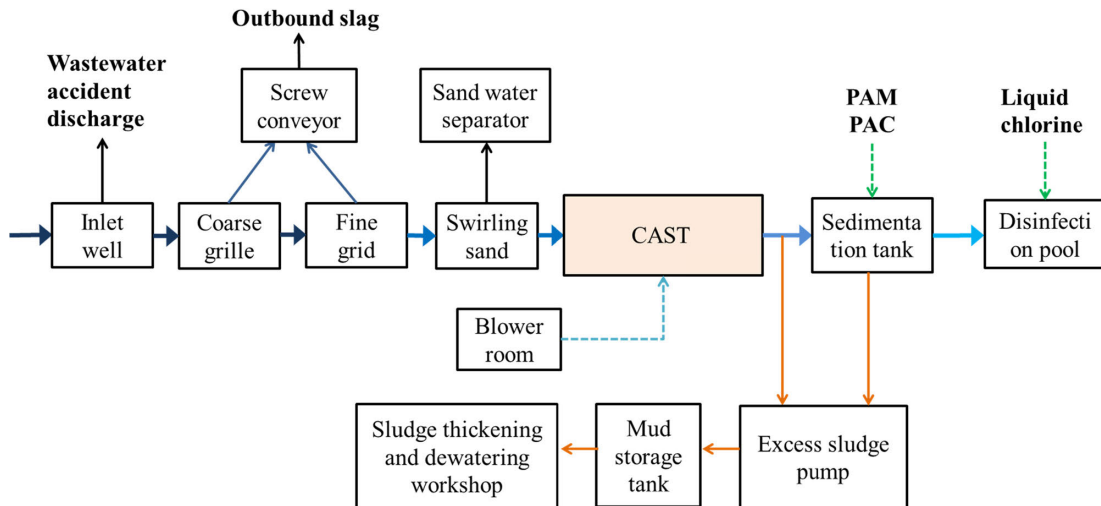 Outbound slag
Wastewater
accident
discharge
Screw
conveyor
Sand water
separator
PAM
PAC
Liquid
chlorine
Inlet
well
Coarse
grille
Fine
grid
Swirling
sand
CAST
Sedimenta
tion tank
Disinfecti
on pool
Blower
room
Sludge thickening
and dewatering
workshop
Mud
storage
tank
Excess sludge
pump